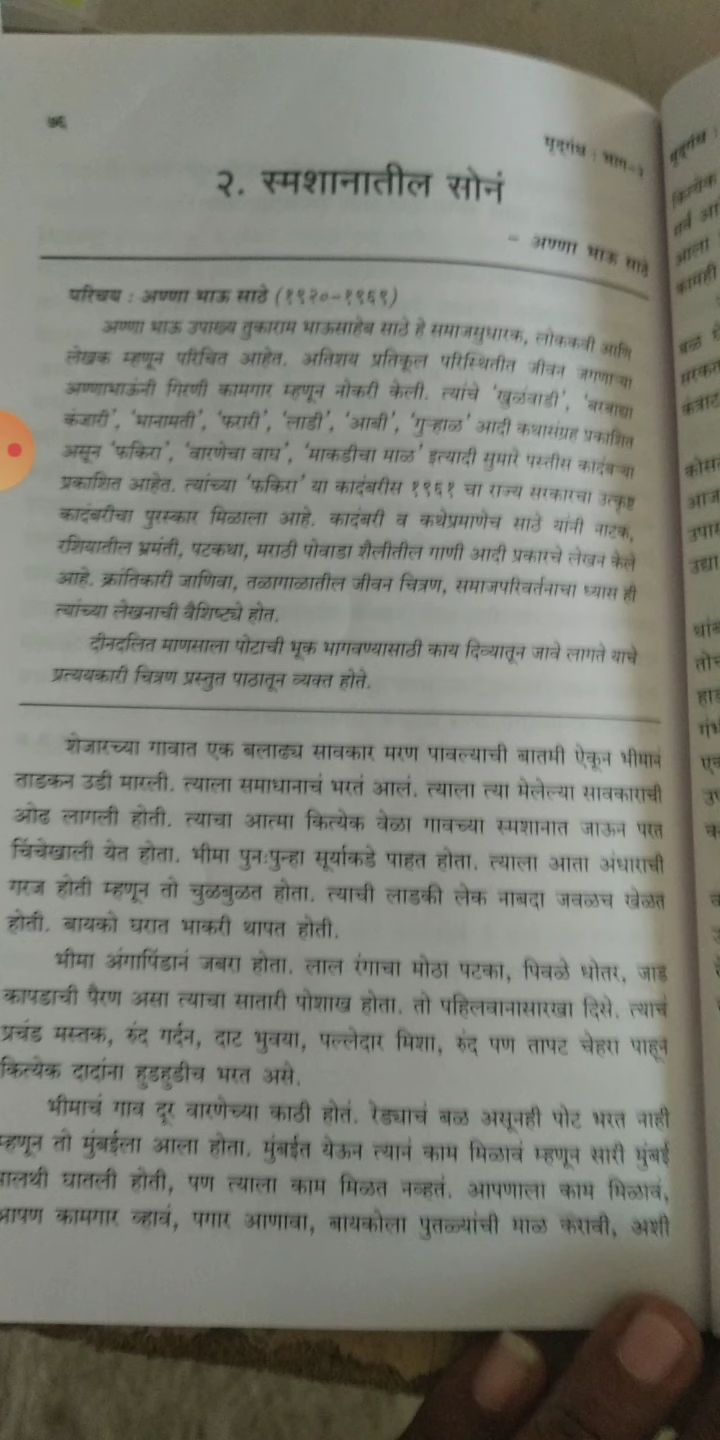 ७६
मृद्‌गंध : भाग-१
२. स्मशानातील सोनं
– अण्णा भाऊ साठे
परिचय : अण्णा भाऊ साठे (१९२०-१९६९)
अण्णा भाऊ उपाख्य तुकाराम भाऊसाहेब साठे हे समाजसुधारक, लोककवी आणि
लेखक म्हणून परिचित आहेत. अतिशय प्रतिकूल परिस्थितीत जीवन जगणाऱ्या
अण्णाभाऊंनी गिरणी कामगार म्हणून नोकरी केली. त्यांचे 'खुळंवाडी', 'बरबाद्या
कंजारी', 'भानामती', 'फरारी', 'लाडी', 'आबी', 'गुऱ्हाळ' आदी कथासंग्रह प्रकाशित
असून 'फकिरा', 'वारणेचा वाघ', 'माकडीचा माळ' इत्यादी सुमारे पस्तीस कादंबऱ्या
प्रकाशित आहेत. त्यांच्या 'फकिरा' या कादंबरीस १९६१ चा राज्य सरकारचा उत्कृष्ट
कादंबरीचा पुरस्कार मिळाला आहे. कादंबरी व कथेप्रमाणेच साठे यांनी नाटक,
रशियातील भ्रमंती, पटकथा, मराठी पोवाडा शैलीतील गाणी आदी प्रकारचे लेखन केले
आहे. क्रांतिकारी जाणिवा, तळागाळातील जीवन चित्रण, समाजपरिवर्तनाचा ध्यास ही
त्यांच्या लेखनाची वैशिष्ट्ये होत.
दीनदलित माणसाला पोटाची भूक भागवण्यासाठी काय दिव्यातून जावे लागते याचे
प्रत्ययकारी चित्रण प्रस्तुत पाठातून व्यक्त होते.
शेजारच्या गावात एक बलाढ्य सावकार मरण पावल्याची बातमी ऐकून भीमानं
ताडकन उडी मारली. त्याला समाधानाचं भरतं आलं. त्याला त्या मेलेल्या सावकाराची
ओढ लागली होती. त्याचा आत्मा कित्येक वेळा गावच्या स्मशानात जाऊन परत
चिंचेखाली येत होता. भीमा पुनःपुन्हा सूर्याकडे पाहत होता. त्याला आता अंधाराची
गरज होती म्हणून तो चुळबुळत होता. त्याची लाडकी लेक नाबदा जवळच खेळत
होती. बायको घरात भाकरी थापत होती.
भीमा अंगापिंडानं जबरा होता. लाल रंगाचा मोठा पटका, पिवळे धोतर, जाड
कापडाची पैरण असा त्याचा सातारी पोशाख होता. तो पहिलवानासारखा दिसे. त्याचं
प्रचंड मस्तक, रुंद गर्दन, दाट भुवया, पल्लेदार मिशा, रुंद पण तापट चेहरा पाहून
कित्येक दादांना हुडहुडीच भरत असे.
भीमाचं गाव दूर वारणेच्या काठी होतं. रेड्याचं बळ असूनही पोट भरत नाही
म्हणून तो मुंबईला आला होता. मुंबईत येऊन त्यानं काम मिळावं म्हणून सारी मुंबई
पालथी घातली होती, पण त्याला काम मिळत नव्हतं. आपणाला काम मिळावं,
आपण कामगार व्हावं, पगार आणावा, बायकोला पुतळ्यांची माळ करावी, अशी